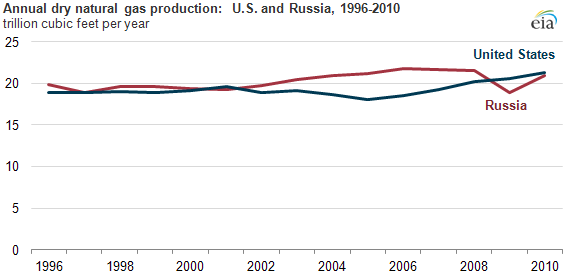 Annual dry natural gas production:  U.S. and Russia, 1996-2010
trillion cubic feet per year
eia
25
United States
20
Russia
15
10
5
0
1996 1998 2000 2002 2004 2006 2008 2010